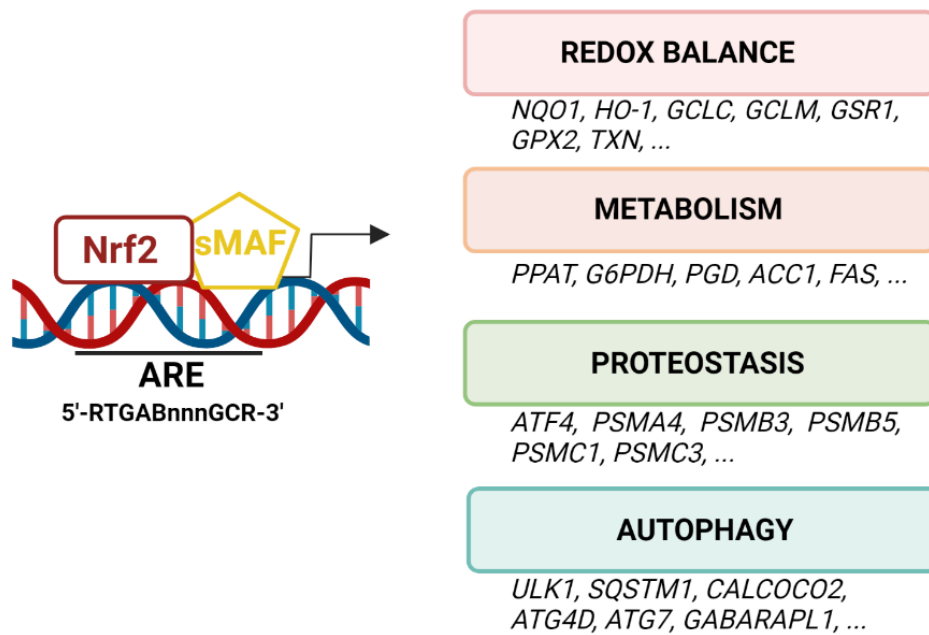 Nrf2
sMAF
ARE
5'-RTGABnnnGCR-3'
REDOX BALANCE
NQO1, HO-1, GCLC, GCLM, GSR1,
GPX2, TXN, ...
METABOLISM
PPAT, G6PDH, PGD, ACC1, FAS, ...
PROTEOSTASIS
ATF4, PSMA4, PSMB3, PSMB5,
PSMC1, PSMC3, ...
AUTOPHAGY
ULK1, SQSTM1, CALCOCO2,
ATG4D, ATG7, GABARAPL1, ...